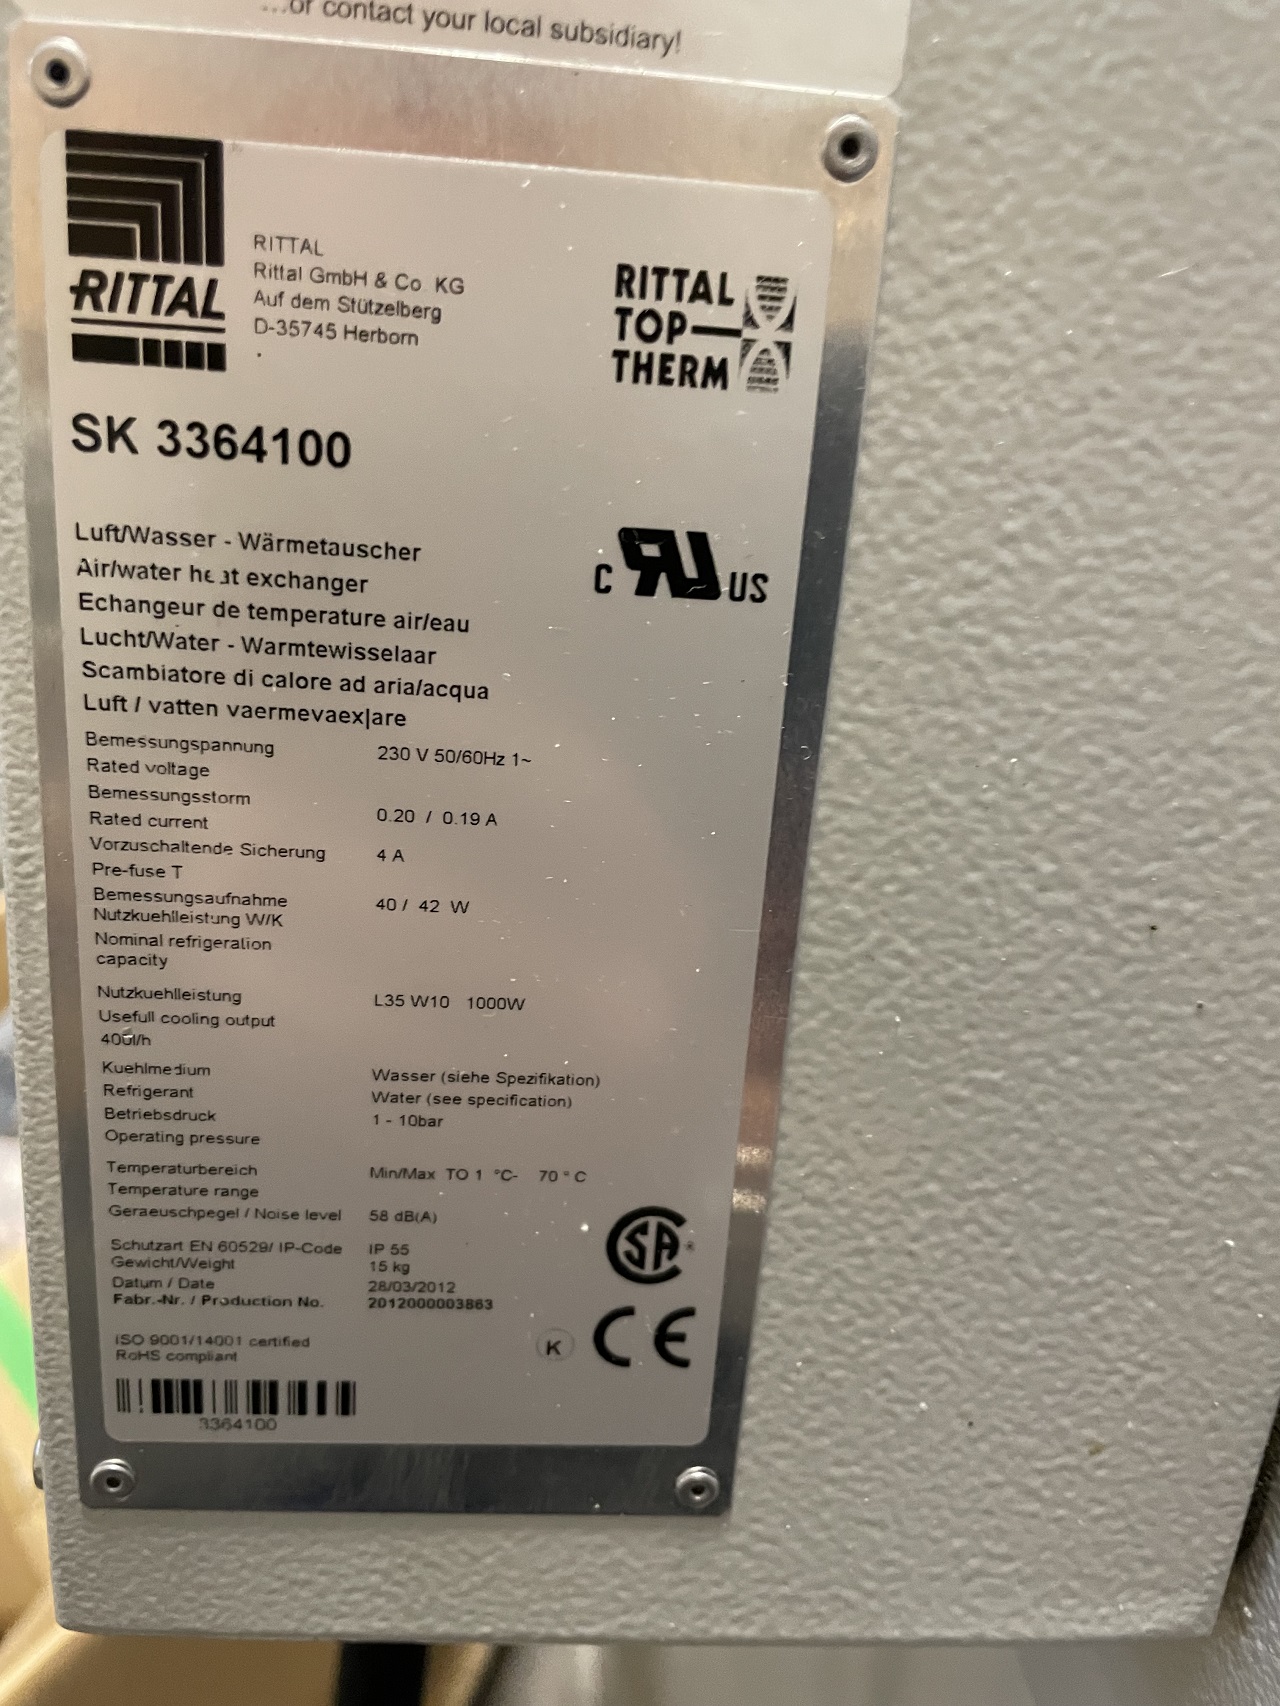 ...or contact your local subsidiary!
RITTAL
RITTAL
Rittal GmbH & Co KG
Auf dem Stützelberg
D-35745 Herborn
RITTAL
TOP
THERM
SK 3364100
Luft/Wasser - Wärmetauscher
Air/water heat exchanger
Echangeur de temperature air/eau
Lucht/Water - Warmtewisselaar
Scambiatore di calore ad aria/acqua
Luft / vatten vaermevaex|are
C RU US
Bemessungspannung 230 V 50/60Hz 1~
Rated voltage
Bemessungsstorm
Rated current 0.20 / 0.19 A
Vorzuschaltende Sicherung 4 A
Pre-fuse T
Bemessungsaufnahme 40 / 42 W
Nutzkuehlleistung W/K
Nominal refrigeration
capacity
Nutzkuehlleistung L35 W10 1000W
Usefull cooling output
400l/h
Kuehlmedium Wasser (siehe Spezifikation)
Refrigerant Water (see specification)
Betriebsdruck 1 - 10bar
Operating pressure
Temperaturbereich Min/Max TO 1 °C- 70 °C
Temperature range
Geraeuschpegel / Noise level 58 dB(A)
Schutzart EN 60529/ IP-Code IP 55
Gewicht/Weight 15 kg
Datum / Date 28/03/2012
Fabr.-Nr. / Production No. 2012000003863
SA ®
ISO 9001/14001 certified
RoHS compliant
K CE
3364100